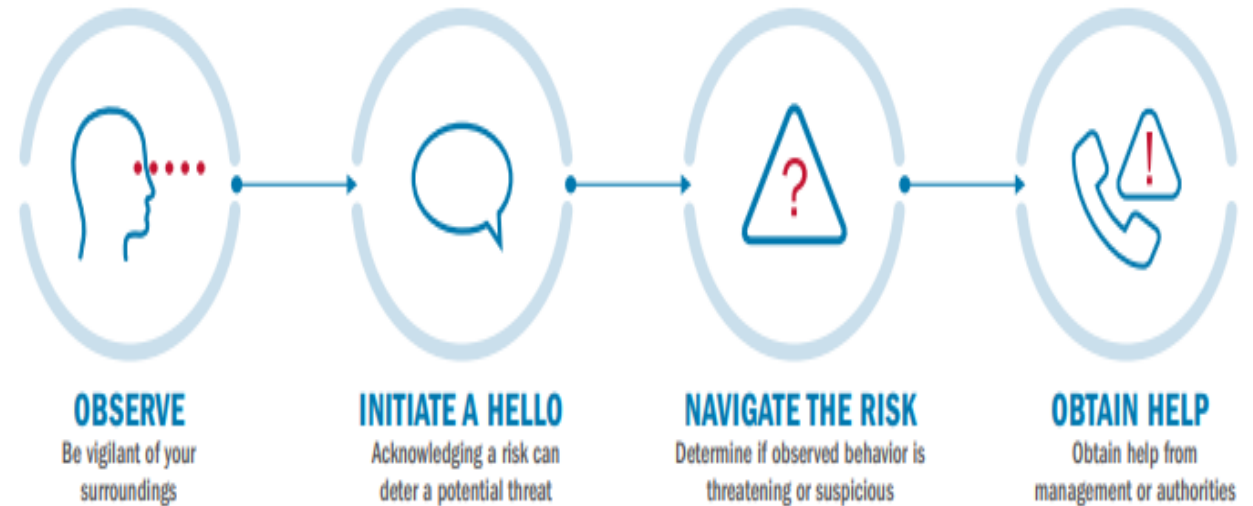 ?
!
OBSERVE
Be vigilant of your
surroundings
INITIATE A HELLO
Acknowledging a risk can
deter a potential threat
NAVIGATE THE RISK
Determine if observed behavior is
threatening or suspicious
OBTAIN HELP
Obtain help from
management or authorities